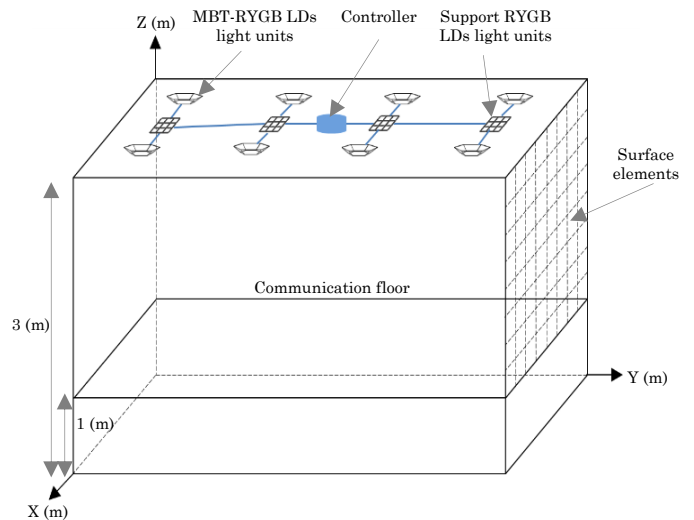 Z (m)
MBT-RYGB LDs
light units
Controller
Support RYGB
LDs light units
Surface
elements
Communication floor
3 (m)
Y (m)
1 (m)
X (m)